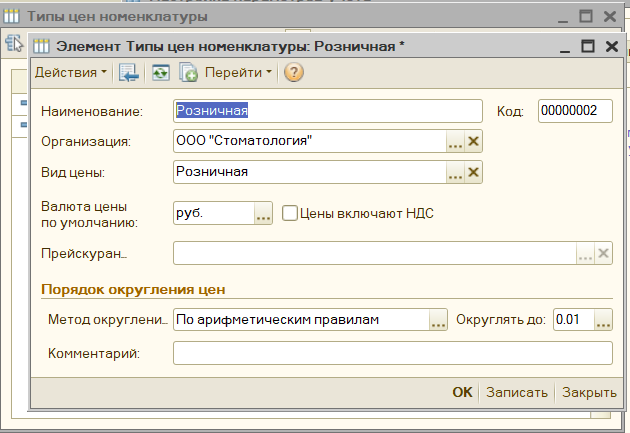 Типы цен номенклатуры
Элемент Типы цен номенклатуры: Розничная *
Действия
Перейти
Наименование: Розничная Код: 00000002
Организация: ООО "Стоматология" ... x
Вид цены: Розничная ... x
Валюта цены
по умолчанию: руб. ... Цены включают НДС
Прейскуран.. ... x
Порядок округления цен
Метод округлени.. По арифметическим правилам ... Округлять до: 0.01 ...
Комментарий:
OK Записать Закрыть